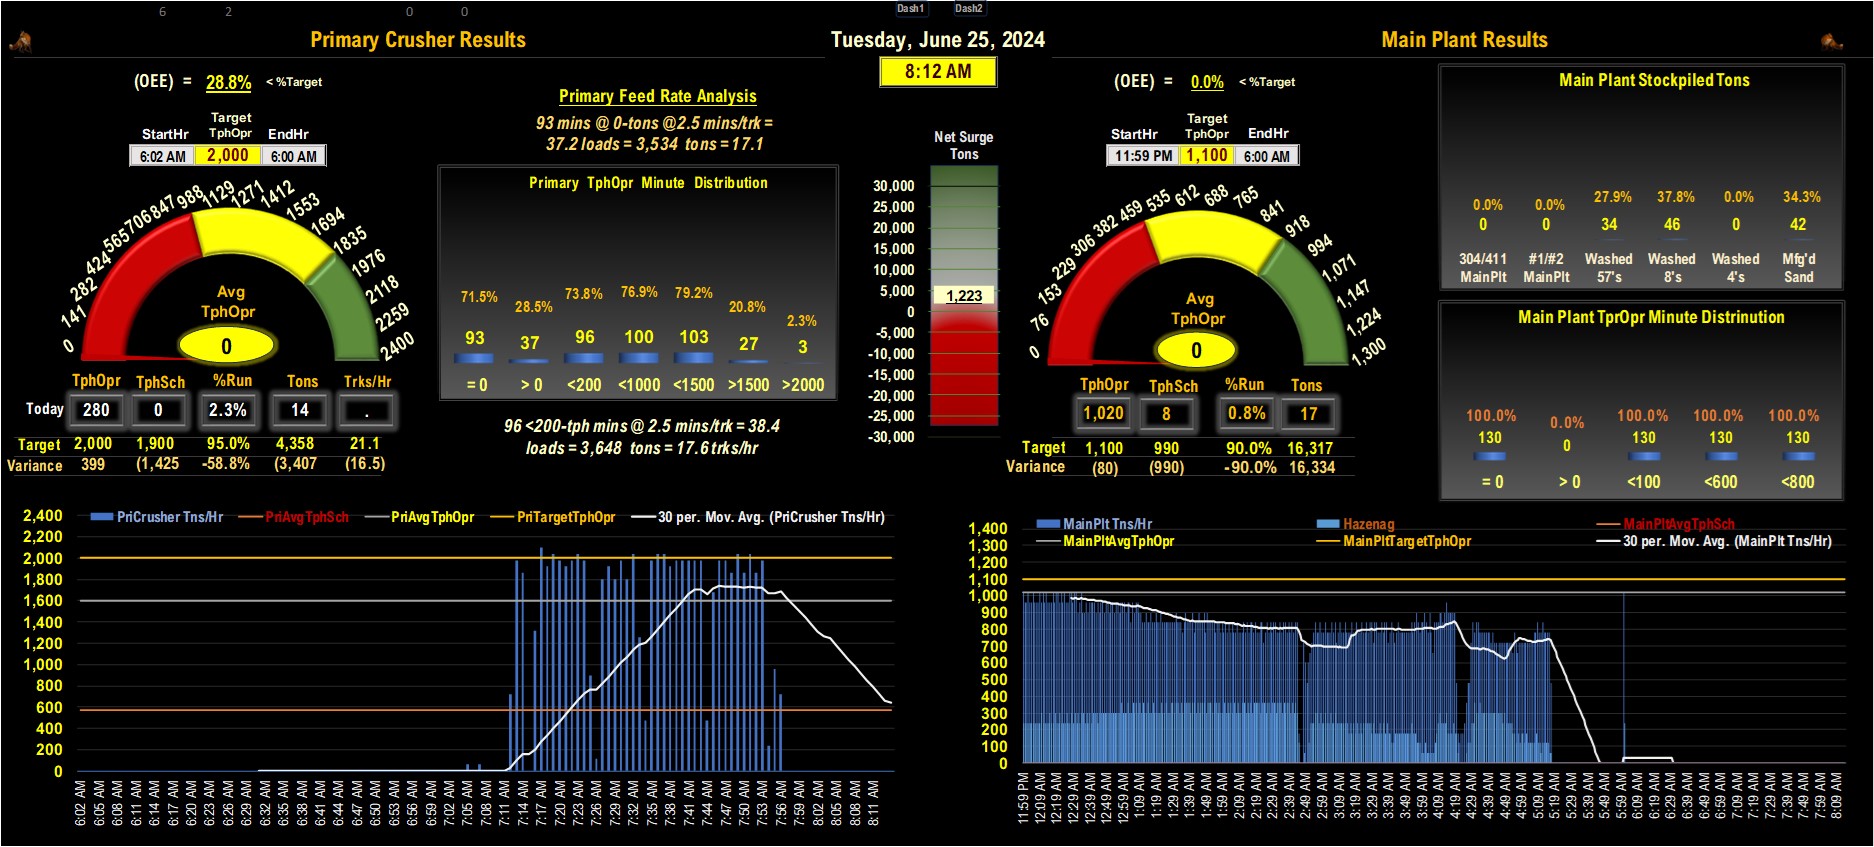 6 2 0 0 Dash1 Dash2
Primary Crusher Results
Tuesday, June 25, 2024
Main Plant Results
8:12 AM
(OEE) = 28.8% < %Target
Target
StartHr TphOpr EndHr
6:02 AM 2,000 6:00 AM
0 141 282 424 565 706 847 988 1129 1271 1412 1553 1694 1835 1976 2118 2259 2400
Avg
TphOpr
0
TphOpr TphSch %Run Tons Trks/Hr
Today 280 0 2.3% 14 .
Target 2,000 1,900 95.0% 4,358 21.1
Variance 399 (1,425 -58.8% (3,407 (16.5)
Primary Feed Rate Analysis
93 mins @ 0-tons @2.5 mins/trk =
37.2 loads = 3,534 tons = 17.1
Primary TphOpr Minute Distribution
71.5% 28.5% 73.8% 76.9% 79.2% 20.8% 2.3%
93 37 96 100 103 27 3
= 0 > 0 <200 <1000 <1500 >1500 >2000
96 <200-tph mins @ 2.5 mins/trk = 38.4
loads = 3,648 tons = 17.6 trks/hr
Net Surge
Tons
30,000
25,000
20,000
15,000
10,000
5,000
1,223
0
-5,000
-10,000
-15,000
-20,000
-25,000
-30,000
(OEE) = 0.0% < %Target
Target
StartHr TphOpr EndHr
11:59 PM 1,100 6:00 AM
0 76 153 229 306 382 459 535 612 688 765 841 918 994 1,071 1,147 1,224 1,300
Avg
TphOpr
0
TphOpr TphSch %Run Tons
1,020 8 0.8% 17
Target 1,100 990 90.0% 16,317
Variance (80) (990) -90.0% 16,334
Main Plant Stockpiled Tons
0.0% 0.0% 27.9% 37.8% 0.0% 34.3%
0 0 34 46 0 42
304/411 #1/#2 Washed Washed Washed Mfg'd
MainPlt MainPlt 57's 8's 4's Sand
Main Plant TprOpr Minute Distrinution
100.0% 0.0% 100.0% 100.0% 100.0%
130 0 130 130 130
= 0 > 0 <100 <600 <800
PriCrusher Tns/Hr PriAvgTphSch PriAvgTphOpr PriTargetTphOpr 30 per. Mov. Avg. (PriCrusher Tns/Hr)
2,400
2,200
2,000
1,800
1,600
1,400
1,200
1,000
800
600
400
200
0
6:02 AM 6:05 AM 6:08 AM 6:11 AM 6:14 AM 6:17 AM 6:20 AM 6:23 AM 6:26 AM 6:29 AM 6:32 AM 6:35 AM 6:38 AM 6:41 AM 6:44 AM 6:47 AM 6:50 AM 6:53 AM 6:56 AM 6:59 AM 7:02 AM 7:05 AM 7:08 AM 7:11 AM 7:14 AM 7:17 AM 7:20 AM 7:23 AM 7:26 AM 7:29 AM 7:32 AM 7:35 AM 7:38 AM 7:41 AM 7:44 AM 7:47 AM 7:50 AM 7:53 AM 7:56 AM 7:59 AM 8:02 AM 8:05 AM 8:08 AM 8:11 AM
MainPlt Tns/Hr Hazenag MainPltAvgTphSch
MainPltAvgTphOpr MainPltTargetTphOpr 30 per. Mov. Avg. (MainPlt Tns/Hr)
1,400
1,300
1,200
1,100
1,000
900
800
700
600
500
400
300
200
100
0
11:59 PM 12:09 AM 12:19 AM 12:29 AM 12:39 AM 12:49 AM 12:59 AM 1:09 AM 1:19 AM 1:29 AM 1:39 AM 1:49 AM 1:59 AM 2:09 AM 2:19 AM 2:29 AM 2:39 AM 2:49 AM 2:59 AM 3:09 AM 3:19 AM 3:29 AM 3:39 AM 3:49 AM 3:59 AM 4:09 AM 4:19 AM 4:29 AM 4:39 AM 4:49 AM 4:59 AM 5:09 AM 5:19 AM 5:29 AM 5:39 AM 5:49 AM 5:59 AM 6:09 AM 6:19 AM 6:29 AM 6:39 AM 6:49 AM 6:59 AM 7:09 AM 7:19 AM 7:29 AM 7:39 AM 7:49 AM 7:59 AM 8:09 AM